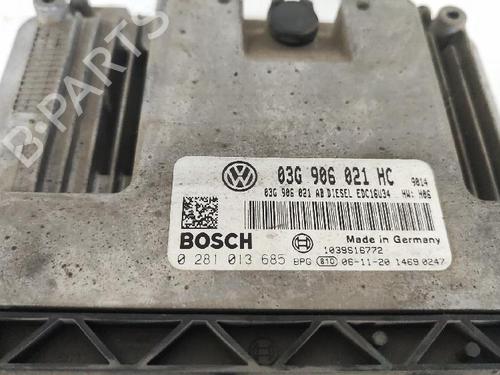 B-PARTS
03G 906 021 HC 9014
03G 906 021 AB DIESEL EDC16U34 HW: H06
BOSCH
Made in Germany
1039S16772
0 281 013 685 BPG 810 06-11-20 1469 0247